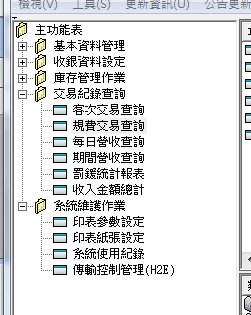 檢視(V) 工具(S) 更新資訊(U) 公告更新
主功能表
基本資料管理
收銀資料設定
庫存管理作業
交易紀錄查詢
客次交易查詢
規費交易查詢
每日營收查詢
期間營收查詢
罰鍰統計報表
收入金額總計
系統維護作業
印表參數設定
印表紙張設定
系統使用紀錄
傳輸控制管理(H2E)